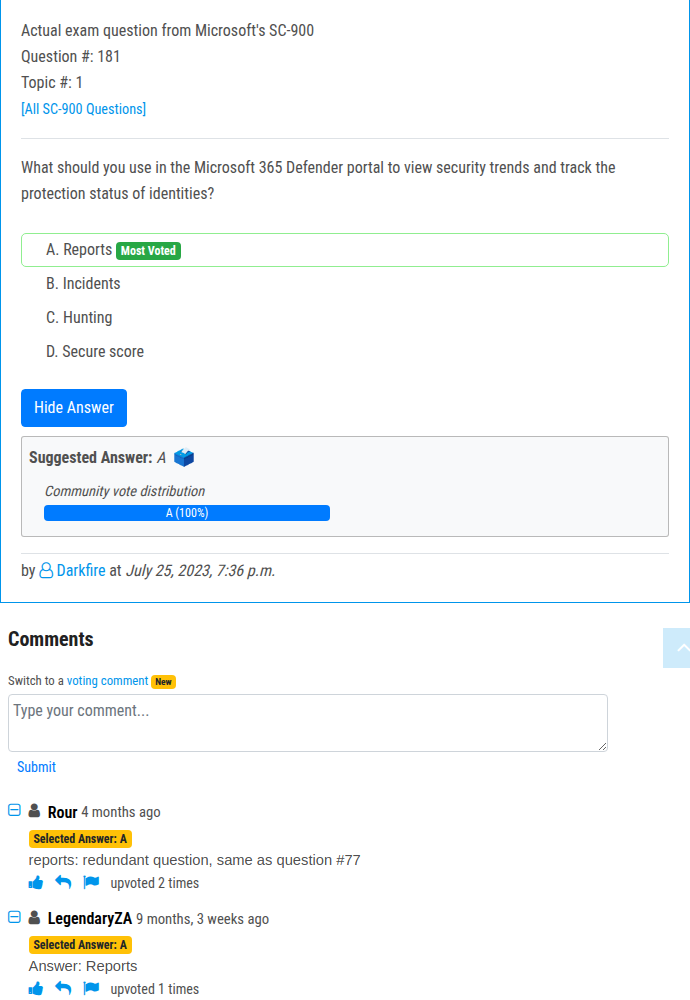 Actual exam question from Microsoft's SC-900
Question #: 181
Topic #: 1
[All SC-900 Questions]
What should you use in the Microsoft 365 Defender portal to view security trends and track the
protection status of identities?
A. Reports Most Voted
B. Incidents
C. Hunting
D. Secure score
Hide Answer
Suggested Answer: A
Community vote distribution
A (100%)
by Darkfire at July 25, 2023, 7:36 p.m.
Comments
Switch to a voting comment New
Type your comment...
Submit
Rour 4 months ago
Selected Answer: A
reports: redundant question, same as question #77
upvoted 2 times
LegendaryZA 9 months, 3 weeks ago
Selected Answer: A
Answer: Reports
upvoted 1 times